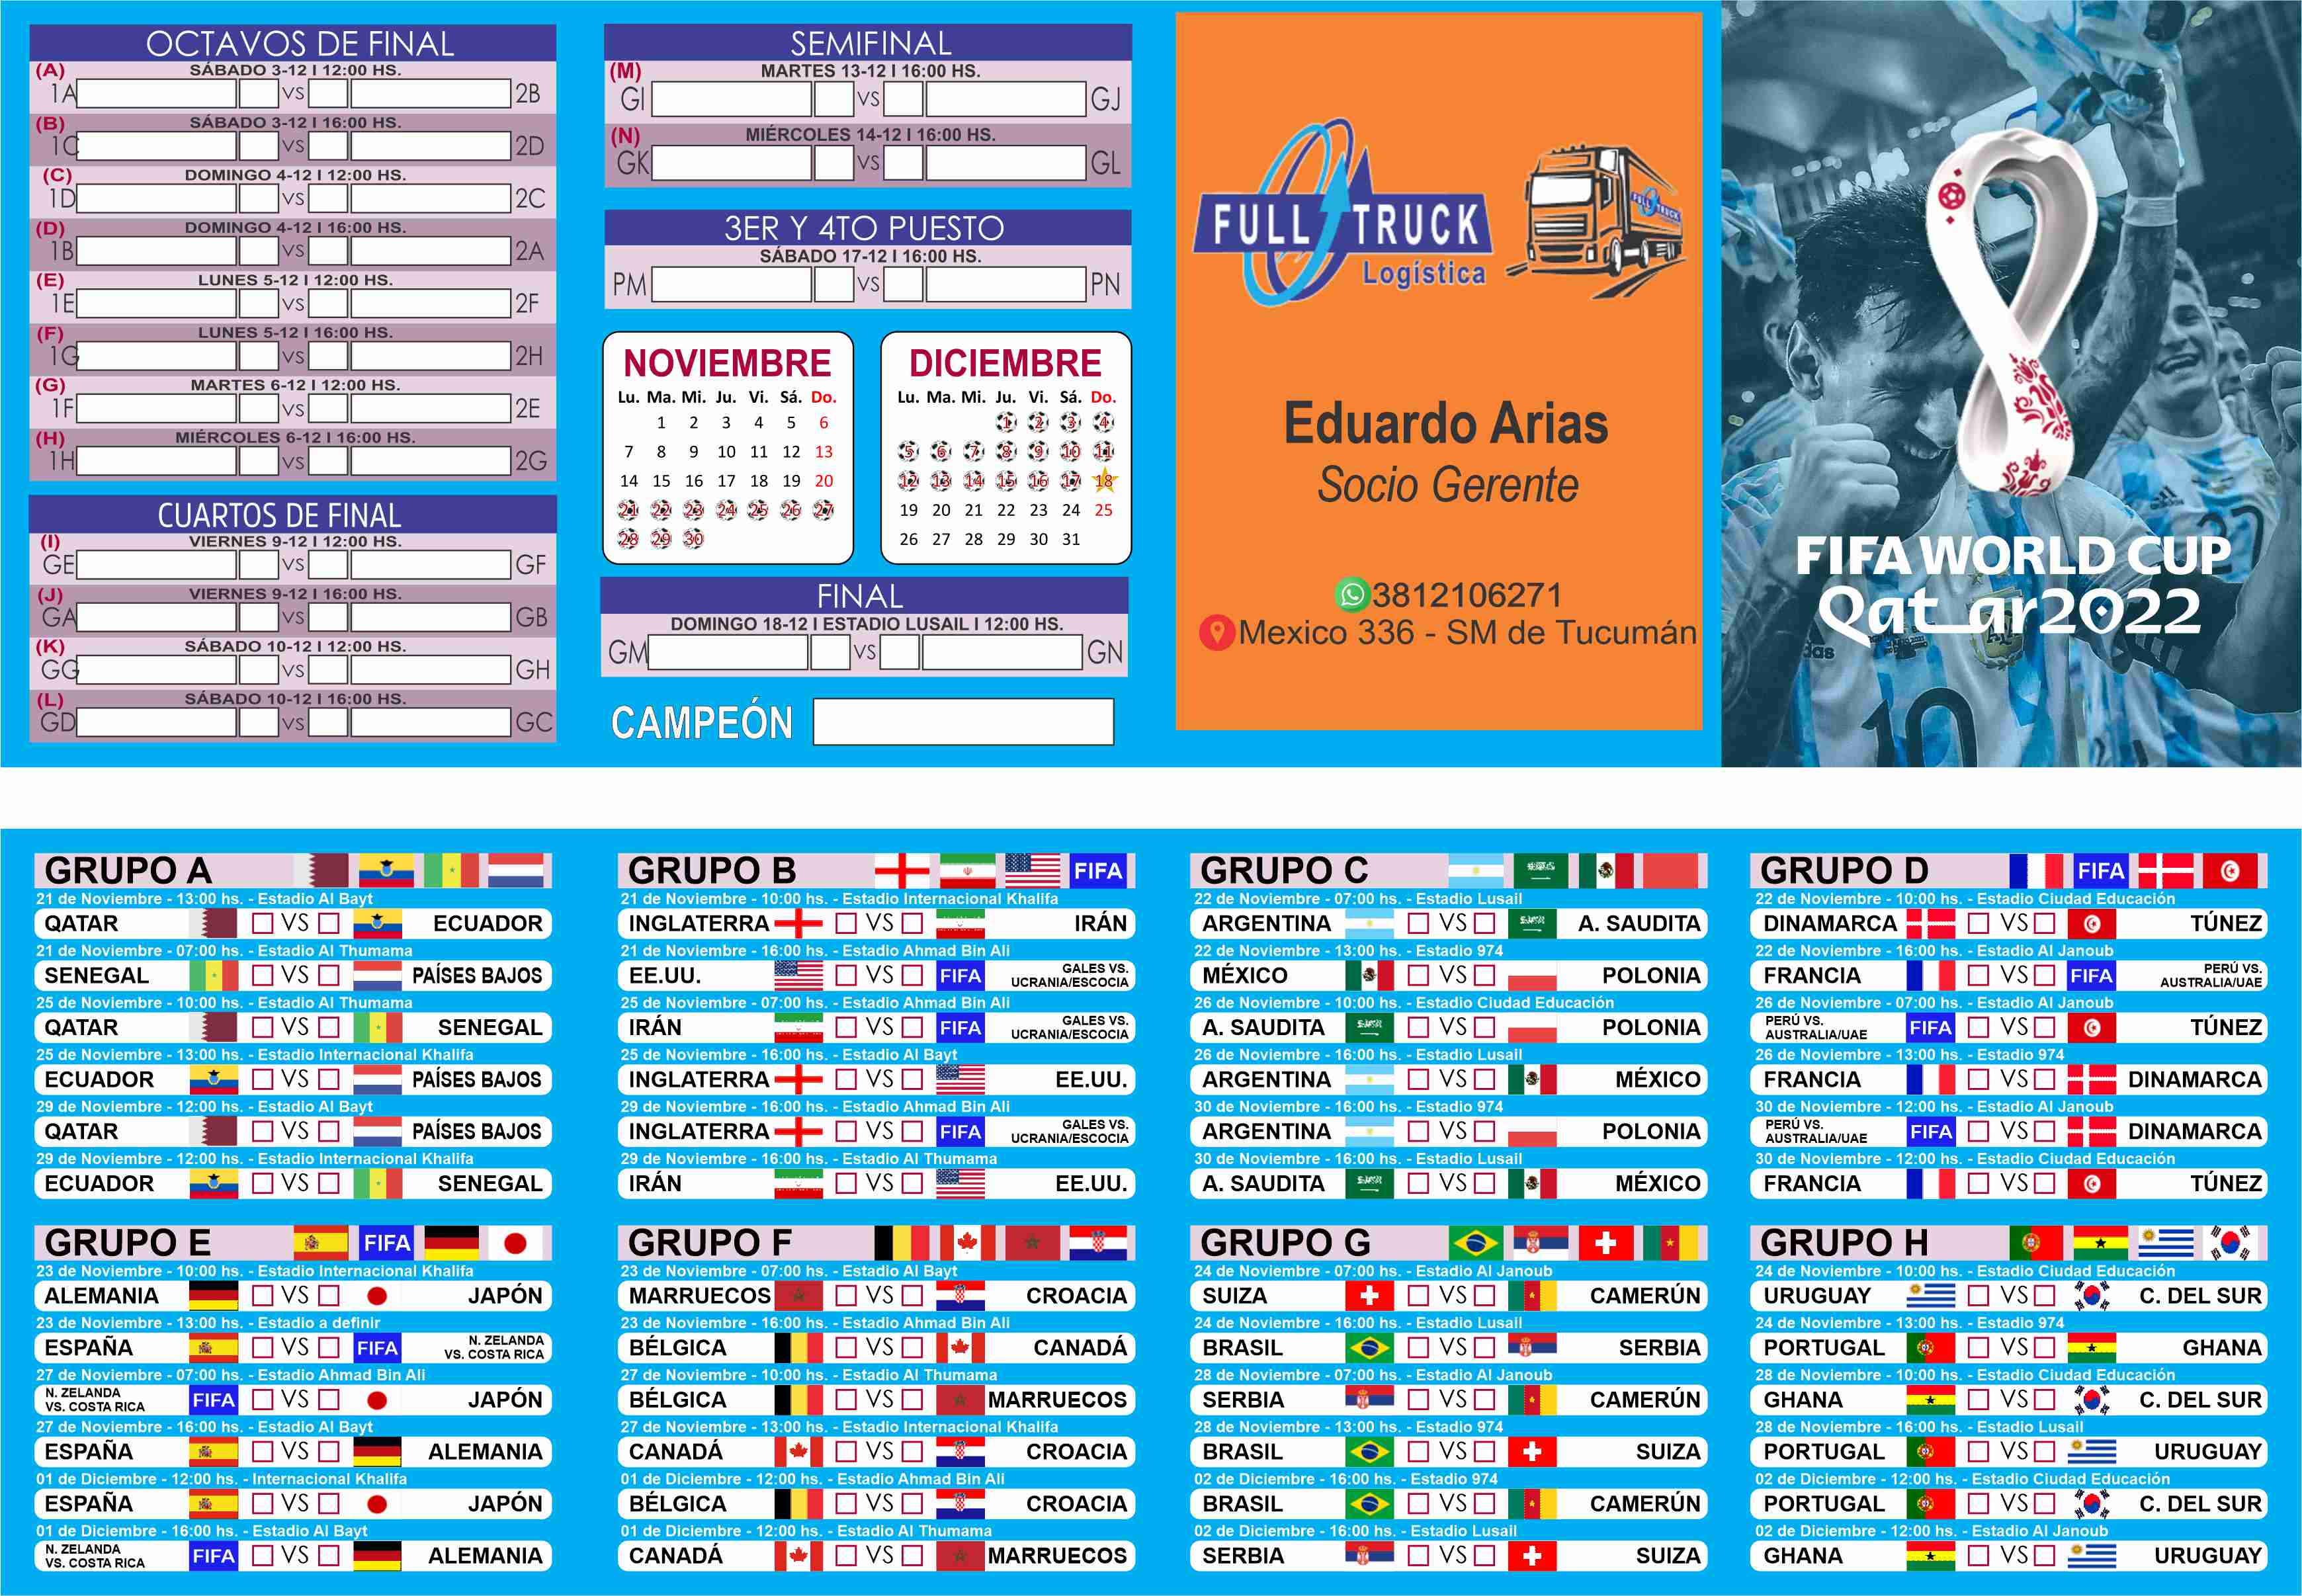 OCTAVOS DE FINAL
(A) SÁBADO 3-12 I 12:00 HS.
1A VS 2B
(B) SÁBADO 3-12 I 16:00 HS.
1C VS 2D
(C) DOMINGO 4-12 I 12:00 HS.
1D VS 2C
(D) DOMINGO 4-12 I 16:00 HS.
1B VS 2A
(E) LUNES 5-12 I 12:00 HS.
1E VS 2F
(F) LUNES 5-12 I 16:00 HS.
1G VS 2H
(G) MARTES 6-12 I 12:00 HS.
1F VS 2E
(H) MIÉRCOLES 6-12 I 16:00 HS.
1H VS 2G
CUARTOS DE FINAL
(I) VIERNES 9-12 I 12:00 HS.
GE VS GF
(J) VIERNES 9-12 I 16:00 HS.
GA VS GB
(K) SÁBADO 10-12 I 12:00 HS.
GG VS GH
(L) SÁBADO 10-12 I 16:00 HS.
GD VS GC
SEMIFINAL
(M) MARTES 13-12 I 16:00 HS.
GI VS GJ
(N) MIÉRCOLES 14-12 I 16:00 HS.
GK VS GL
3ER Y 4TO PUESTO
SÁBADO 17-12 I 16:00 HS.
PM VS PN
NOVIEMBRE
Lu. Ma. Mi. Ju. Vi. Sá. Do.
1 2 3 4 5 6
7 8 9 10 11 12 13
14 15 16 17 18 19 20
21 22 23 24 25 26 27
28 29 30
DICIEMBRE
Lu. Ma. Mi. Ju. Vi. Sá. Do.
1 2 3 4
5 6 7 8 9 10 11
12 13 14 15 16 17 18
19 20 21 22 23 24 25
26 27 28 29 30 31
FINAL
DOMINGO 18-12 I ESTADIO LUSAIL I 12:00 HS.
GM VS GN
CAMPEÓN
FULL TRUCK
Logística
Eduardo Arias
Socio Gerente
3812106271
Mexico 336 - SM de Tucumán
FIFA WORLD CUP
Qatar2022
10
GRUPO A
21 de Noviembre - 13:00 hs. - Estadio Al Bayt
QATAR VS ECUADOR
21 de Noviembre - 07:00 hs. - Estadio Al Thumama
SENEGAL VS PAÍSES BAJOS
25 de Noviembre - 10:00 hs. - Estadio Al Thumama
QATAR VS SENEGAL
25 de Noviembre - 13:00 hs. - Estadio Internacional Khalifa
ECUADOR VS PAÍSES BAJOS
29 de Noviembre - 12:00 hs. - Estadio Al Bayt
QATAR VS PAÍSES BAJOS
29 de Noviembre - 12:00 hs. - Estadio Internacional Khalifa
ECUADOR VS SENEGAL
GRUPO B FIFA
21 de Noviembre - 10:00 hs. - Estadio Internacional Khalifa
INGLATERRA VS IRÁN
21 de Noviembre - 16:00 hs. - Estadio Ahmad Bin Ali
EE.UU. VS FIFA GALES VS.
UCRANIA/ESCOCIA
25 de Noviembre - 07:00 hs. - Estadio Ahmad Bin Ali
IRÁN VS FIFA GALES VS.
UCRANIA/ESCOCIA
25 de Noviembre - 16:00 hs. - Estadio Al Bayt
INGLATERRA VS EE.UU.
29 de Noviembre - 16:00 hs. - Estadio Ahmad Bin Ali
INGLATERRA VS FIFA GALES VS.
UCRANIA/ESCOCIA
29 de Noviembre - 16:00 hs. - Estadio Al Thumama
IRÁN VS EE.UU.
GRUPO C
22 de Noviembre - 07:00 hs. - Estadio Lusail
ARGENTINA VS A. SAUDITA
22 de Noviembre - 13:00 hs. - Estadio 974
MÉXICO VS POLONIA
26 de Noviembre - 10:00 hs. - Estadio Ciudad Educación
A. SAUDITA VS POLONIA
26 de Noviembre - 16:00 hs. - Estadio Lusail
ARGENTINA VS MÉXICO
30 de Noviembre - 16:00 hs. - Estadio 974
ARGENTINA VS POLONIA
30 de Noviembre - 16:00 hs. - Estadio Lusail
A. SAUDITA VS MÉXICO
GRUPO D FIFA
22 de Noviembre - 10:00 hs. - Estadio Ciudad Educación
DINAMARCA VS TÚNEZ
22 de Noviembre - 16:00 hs. - Estadio Al Janoub
FRANCIA VS FIFA PERÚ VS.
AUSTRALIA/UAE
26 de Noviembre - 07:00 hs. - Estadio Al Janoub
PERÚ VS.
AUSTRALIA/UAE FIFA VS TÚNEZ
26 de Noviembre - 13:00 hs. - Estadio 974
FRANCIA VS DINAMARCA
30 de Noviembre - 12:00 hs. - Estadio Al Janoub
PERÚ VS.
AUSTRALIA/UAE FIFA VS DINAMARCA
30 de Noviembre - 12:00 hs. - Estadio Ciudad Educación
FRANCIA VS TÚNEZ
GRUPO E FIFA
23 de Noviembre - 10:00 hs. - Estadio Internacional Khalifa
ALEMANIA VS JAPÓN
23 de Noviembre - 13:00 hs. - Estadio a definir
ESPAÑA VS FIFA N. ZELANDA
VS. COSTA RICA
27 de Noviembre - 07:00 hs. - Estadio Ahmad Bin Ali
N. ZELANDA
VS. COSTA RICA FIFA VS JAPÓN
27 de Noviembre - 16:00 hs. - Estadio Al Bayt
ESPAÑA VS ALEMANIA
01 de Diciembre - 12:00 hs. - Internacional Khalifa
ESPAÑA VS JAPÓN
01 de Diciembre - 16:00 hs. - Estadio Al Bayt
N. ZELANDA
VS. COSTA RICA FIFA VS ALEMANIA
GRUPO F
23 de Noviembre - 07:00 hs. - Estadio Al Bayt
MARRUECOS VS CROACIA
23 de Noviembre - 16:00 hs. - Estadio Ahmad Bin Ali
BÉLGICA VS CANADÁ
27 de Noviembre - 10:00 hs. - Estadio Al Thumama
BÉLGICA VS MARRUECOS
27 de Noviembre - 13:00 hs. - Estadio Internacional Khalifa
CANADÁ VS CROACIA
01 de Diciembre - 12:00 hs. - Estadio Ahmad Bin Ali
BÉLGICA VS CROACIA
01 de Diciembre - 12:00 hs. - Estadio Al Thumama
CANADÁ VS MARRUECOS
GRUPO G
24 de Noviembre - 07:00 hs. - Estadio Al Janoub
SUIZA VS CAMERÚN
24 de Noviembre - 16:00 hs. - Estadio Lusail
BRASIL VS SERBIA
28 de Noviembre - 07:00 hs. - Estadio Al Janoub
SERBIA VS CAMERÚN
28 de Noviembre - 13:00 hs. - Estadio 974
BRASIL VS SUIZA
02 de Diciembre - 16:00 hs. - Estadio 974
BRASIL VS CAMERÚN
02 de Diciembre - 16:00 hs. - Estadio Lusail
SERBIA VS SUIZA
GRUPO H
24 de Noviembre - 10:00 hs. - Estadio Ciudad Educación
URUGUAY VS C. DEL SUR
24 de Noviembre - 13:00 hs. - Estadio 974
PORTUGAL VS GHANA
28 de Noviembre - 10:00 hs. - Estadio Ciudad Educación
GHANA VS C. DEL SUR
28 de Noviembre - 16:00 hs. - Estadio Lusail
PORTUGAL VS URUGUAY
02 de Diciembre - 12:00 hs. - Estadio Ciudad Educación
PORTUGAL VS C. DEL SUR
02 de Diciembre - 12:00 hs. - Estadio Al Janoub
GHANA VS URUGUAY